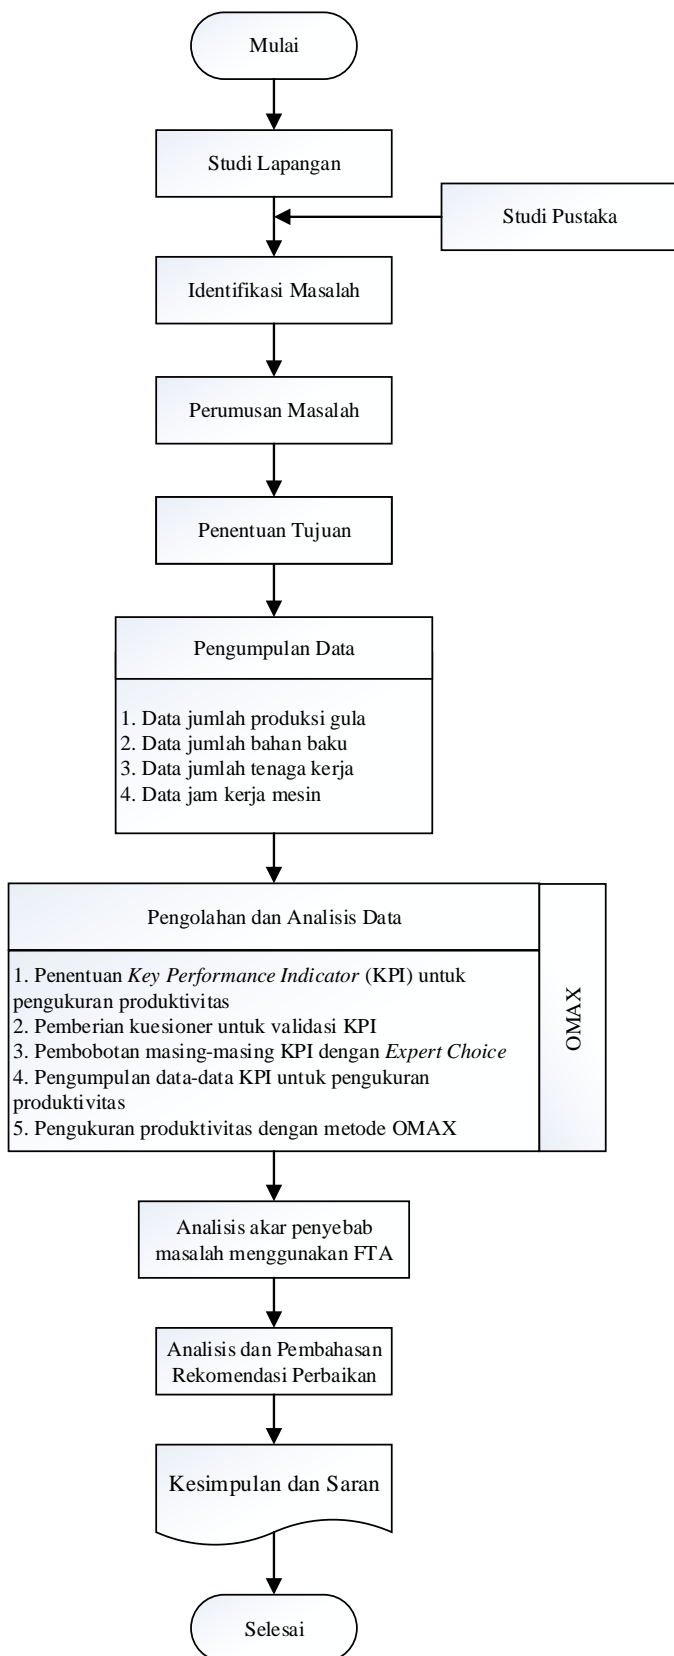 Mulai
Studi Lapangan
Studi Pustaka
Identifikasi Masalah
Perumusan Masalah
Penentuan Tujuan
Pengumpulan Data
1. Data jumlah produksi gula
2. Data jumlah bahan baku
3. Data jumlah tenaga kerja
4. Data jam kerja mesin
Pengolahan dan Analisis Data
1. Penentuan Key Performance Indicator (KPI) untuk
pengukuran produktivitas
2. Pemberian kuesioner untuk validasi KPI
3. Pembobotan masing-masing KPI dengan Expert Choice
4. Pengumpulan data-data KPI untuk pengukuran
produktivitas
5. Pengukuran produktivitas dengan metode OMAX
OMAX
Analisis akar penyebab
masalah menggunakan FTA
Analisis dan Pembahasan
Rekomendasi Perbaikan
Kesimpulan dan Saran
Selesai